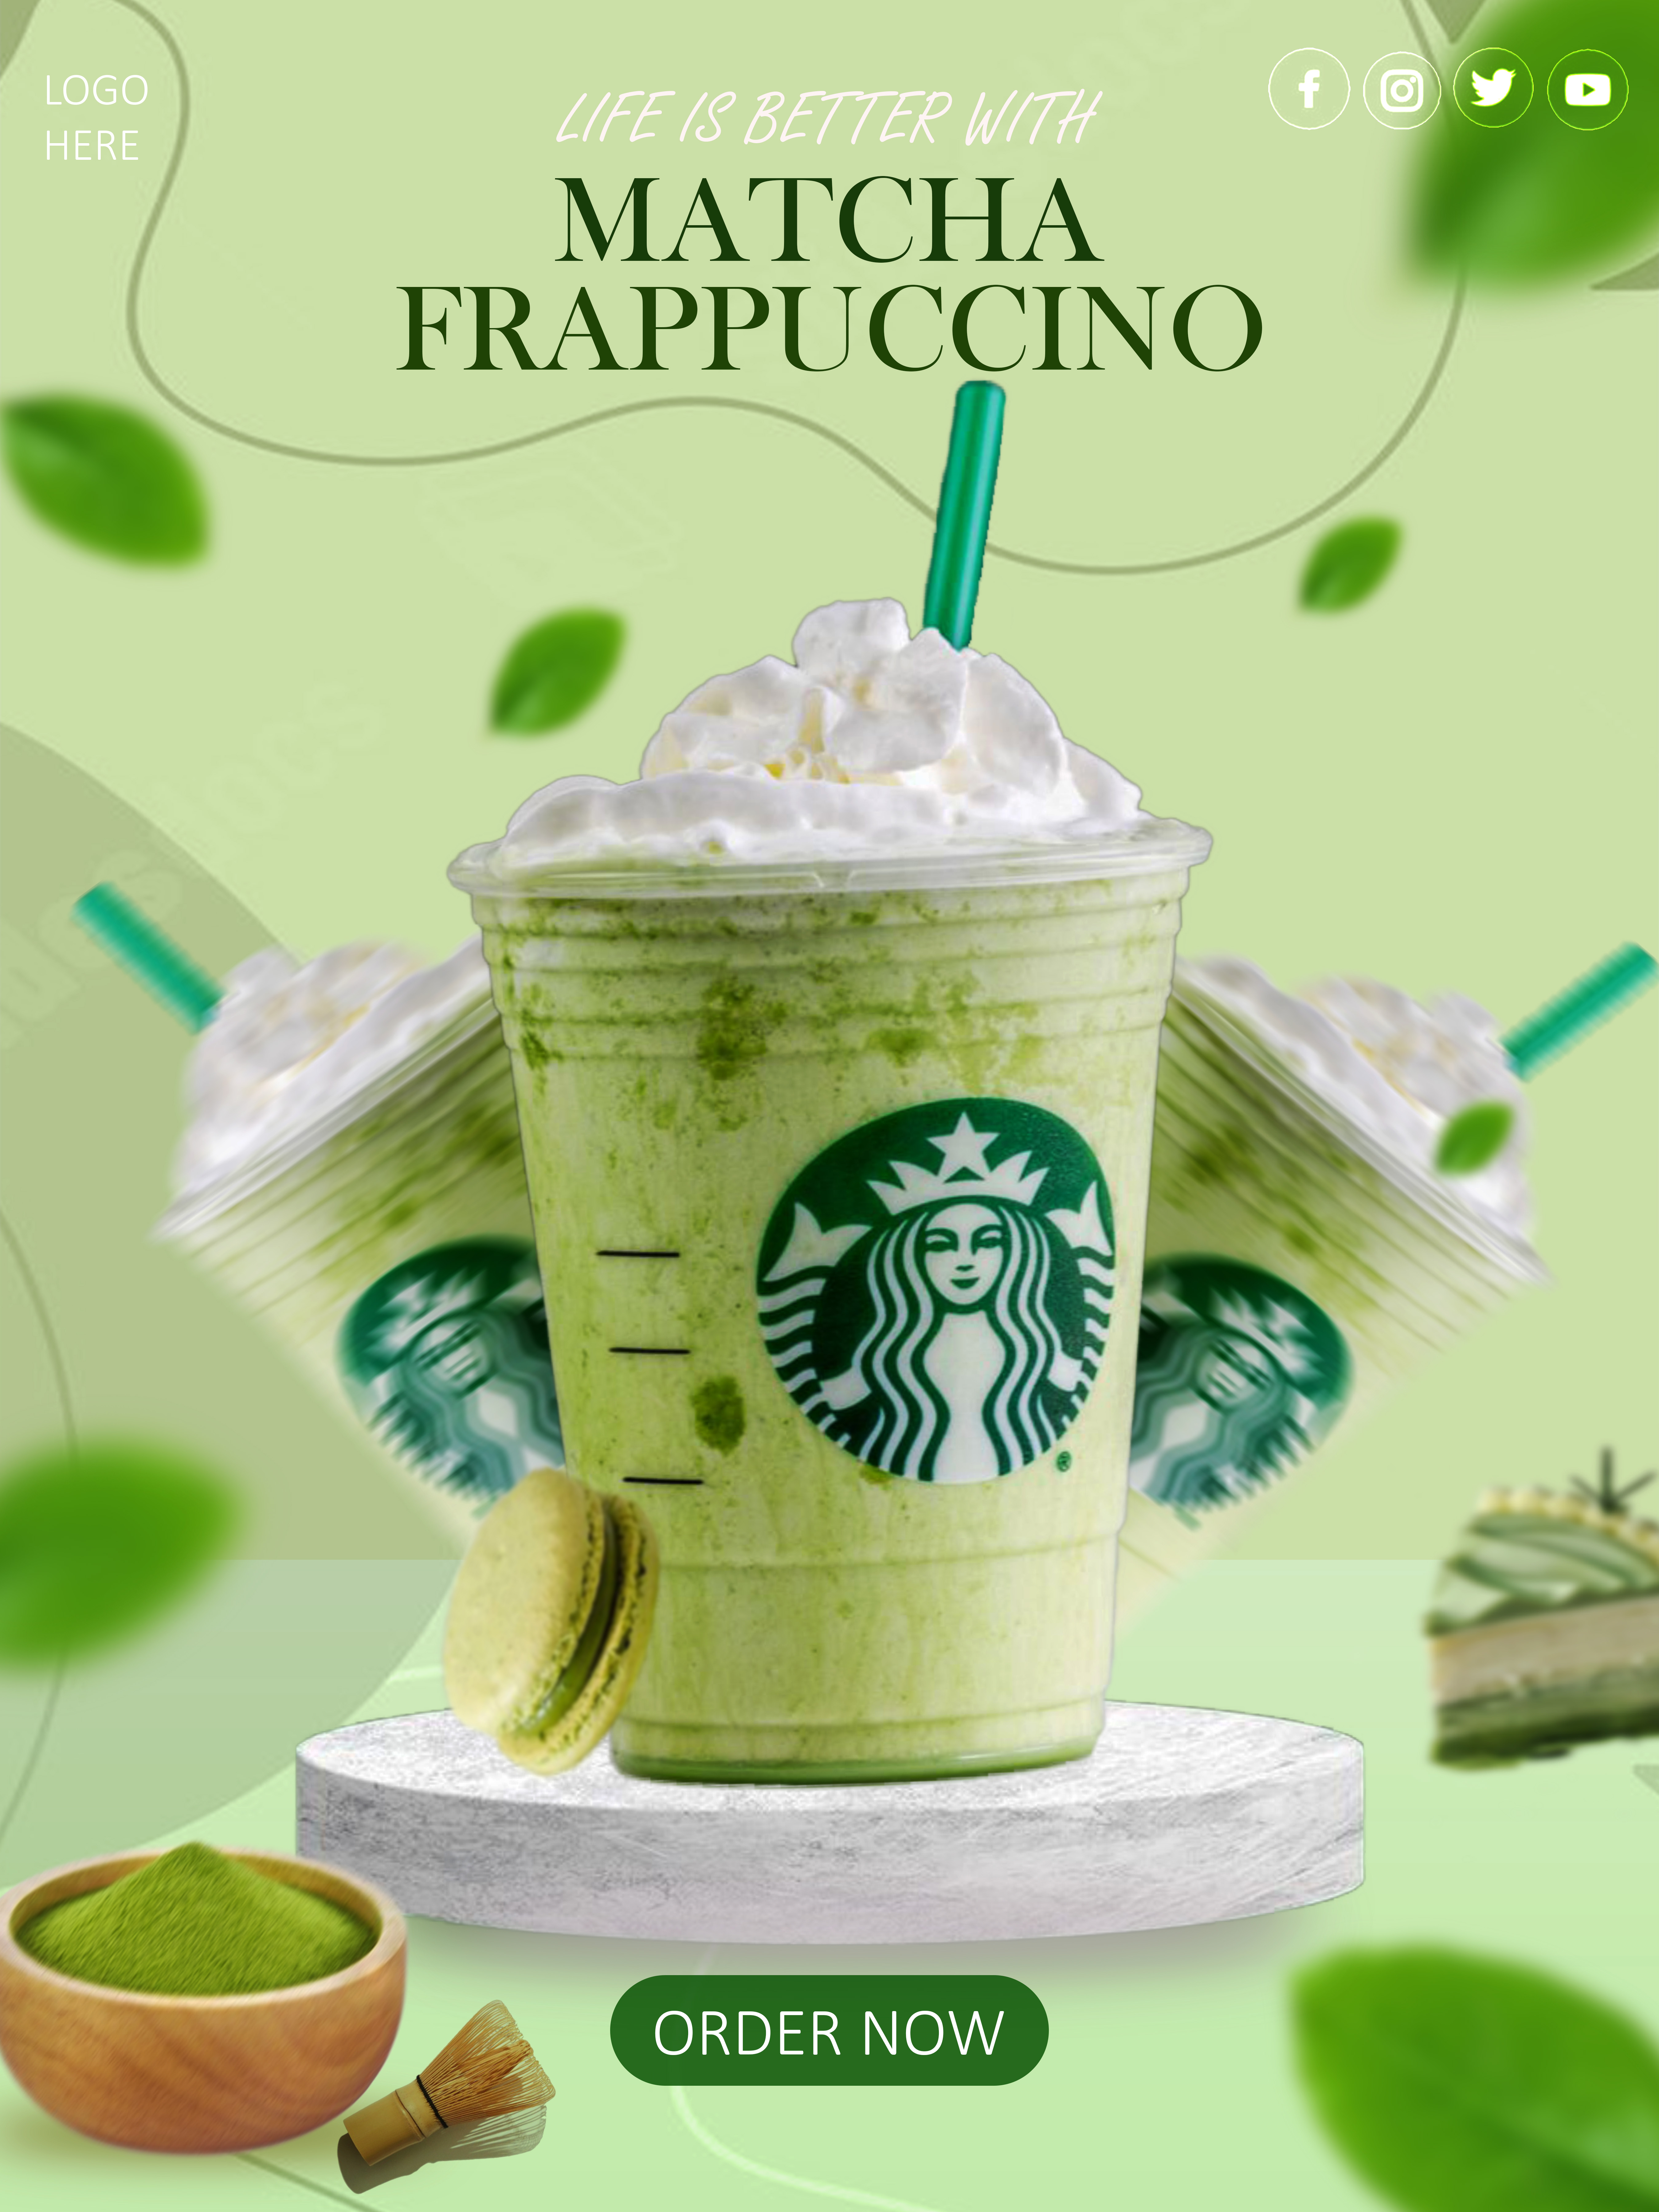 LOGO
HERE
LIFE IS BETTER WITH
MATCHA
FRAPPUCCINO
®
ORDER NOW